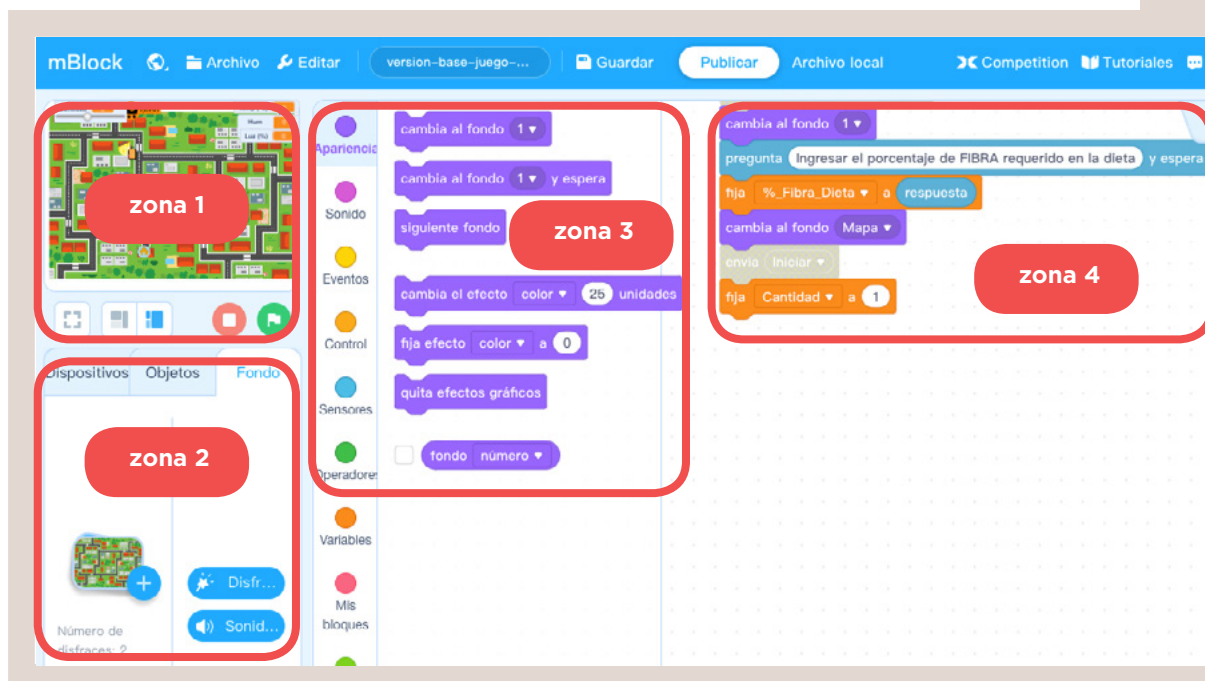 mBlock
Archivo
Editar
version-base-juego-...
Guardar
Publicar
Archivo local
Competition
Tutoriales
Luz (%)
zona 1
Dispositivos
Objetos
Fondo
zona 2
Disfr...
Sonid...
Número de
disfraces: 2
Apariencia
Sonido
Eventos
Control
Sensores
Operadores
Variables
Mis
bloques
cambia al fondo 1
cambia al fondo 1 y espera
siguiente fondo
zona 3
cambia el efecto color 25 unidades
fija efecto color a 0
quita efectos gráficos
fondo número
cambia al fondo 1
pregunta Ingresar el porcentaje de FIBRA requerido en la dieta y espera
fija %_Fibra_Dieta a respuesta
cambia al fondo Mapa
envia Iniciar
fija Cantidad a 1
zona 4